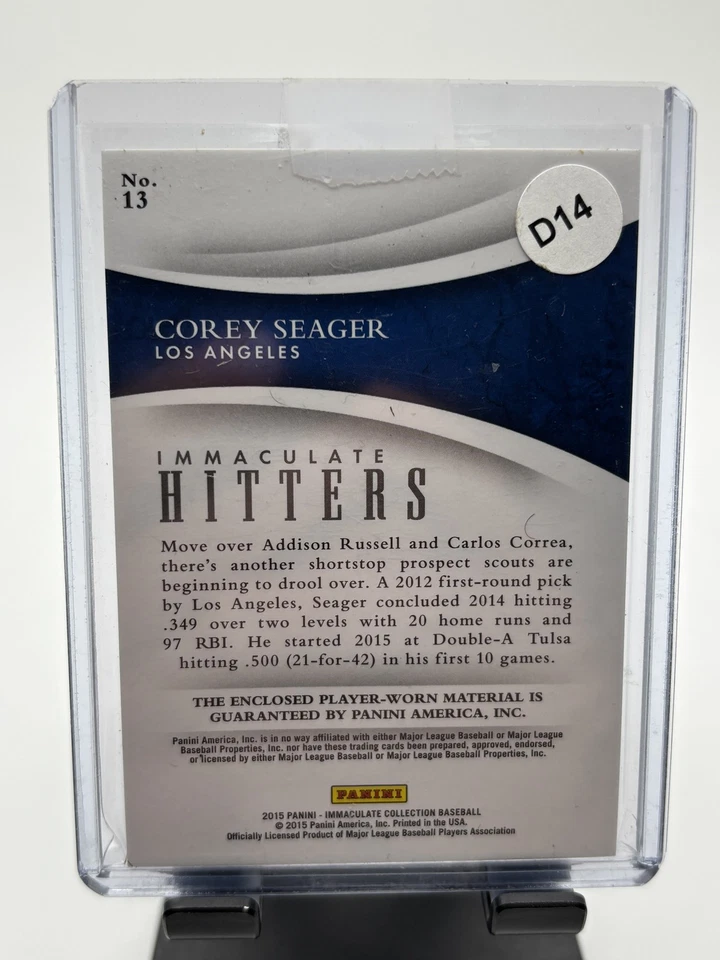 No.
13
D14
COREY SEAGER
LOS ANGELES
IMMACULATE
HITTERS
Move over Addison Russell and Carlos Correa,
there's another shortstop prospect scouts are
beginning to drool over. A 2012 first-round pick
by Los Angeles, Seager concluded 2014 hitting
.349 over two levels with 20 home runs and
97 RBI. He started 2015 at Double-A Tulsa
hitting .500 (21-for-42) in his first 10 games.
THE ENCLOSED PLAYER-WORN MATERIAL IS
GUARANTEED BY PANINI AMERICA, INC.
Panini America, Inc. is in no way affiliated with either Major League Baseball or Major League
Baseball Properties, Inc. nor have these trading cards been prepared, approved, endorsed,
or licensed by either Major League Baseball or Major League Baseball Properties, Inc.
PANINI
2015 PANINI - IMMACULATE COLLECTION BASEBALL
© 2015 Panini America, Inc. Printed in the USA.
Officially Licensed Product of Major League Baseball Players Association